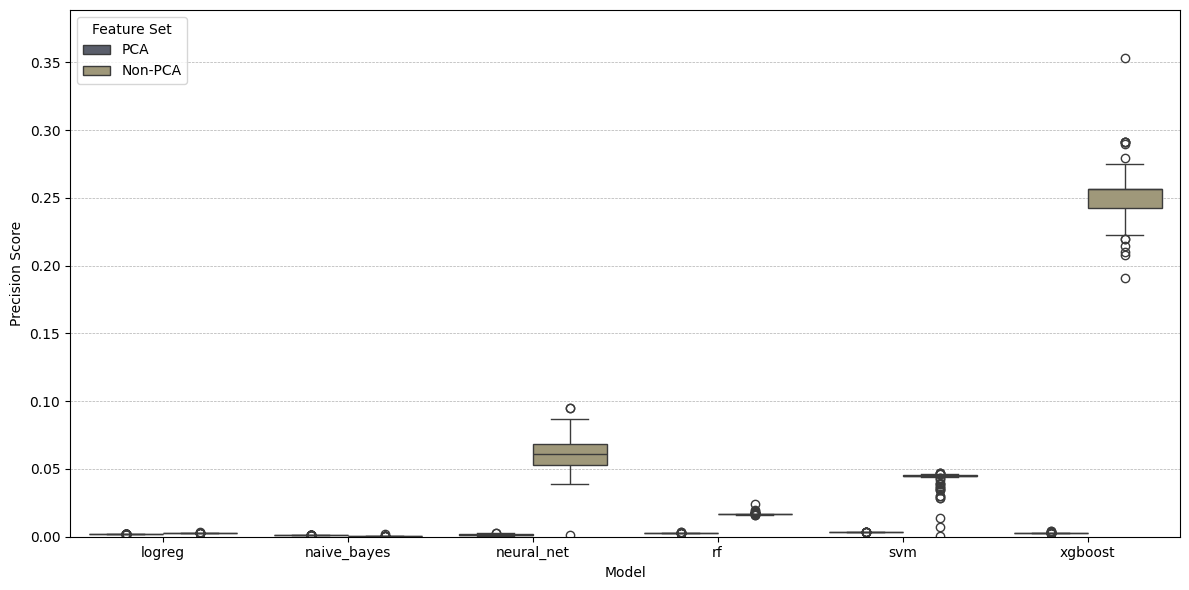 Feature Set
PCA
Non-PCA
Precision Score
0.35
0.30
0.25
0.20
0.15
0.10
0.05
0.00
logreg naive_bayes neural_net rf svm xgboost
Model